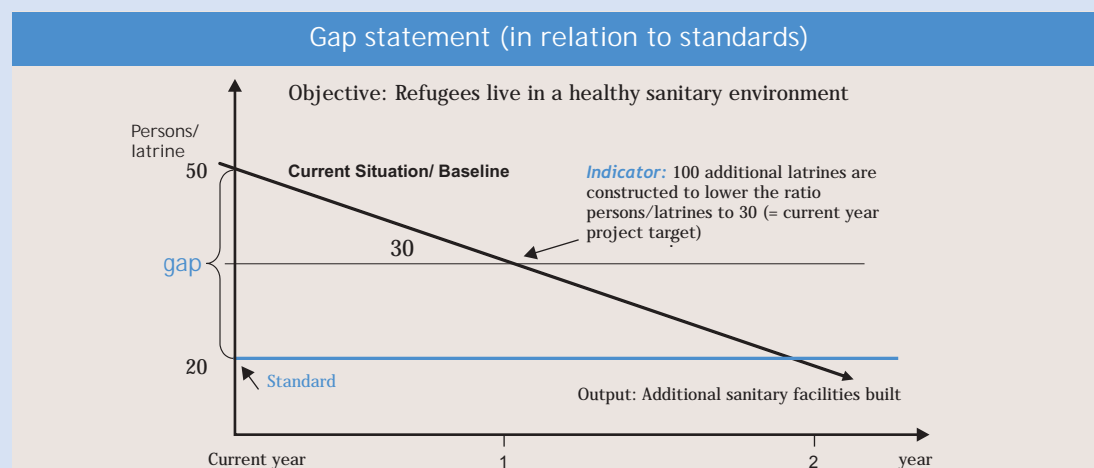 Gap statement (in relation to standards)
Objective: Refugees live in a healthy sanitary environment
Persons/
latrine
50
Current Situation/ Baseline
Indicator: 100 additional latrines are
constructed to lower the ratio
persons/latrines to 30 (= current year
project target)
30
gap
20
Standard
Output: Additional sanitary facilities built
Current year
1
2
year